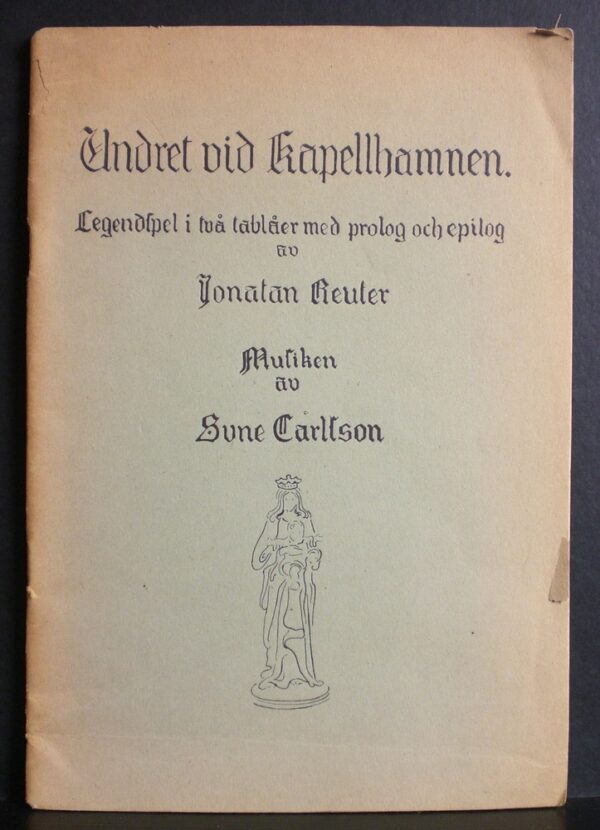 Undret vid Kapellhamnen.
Legendspel i två tablåer med prolog och epilog
av
Jonatan Reuter
Musiken
av
Sune Carlsson